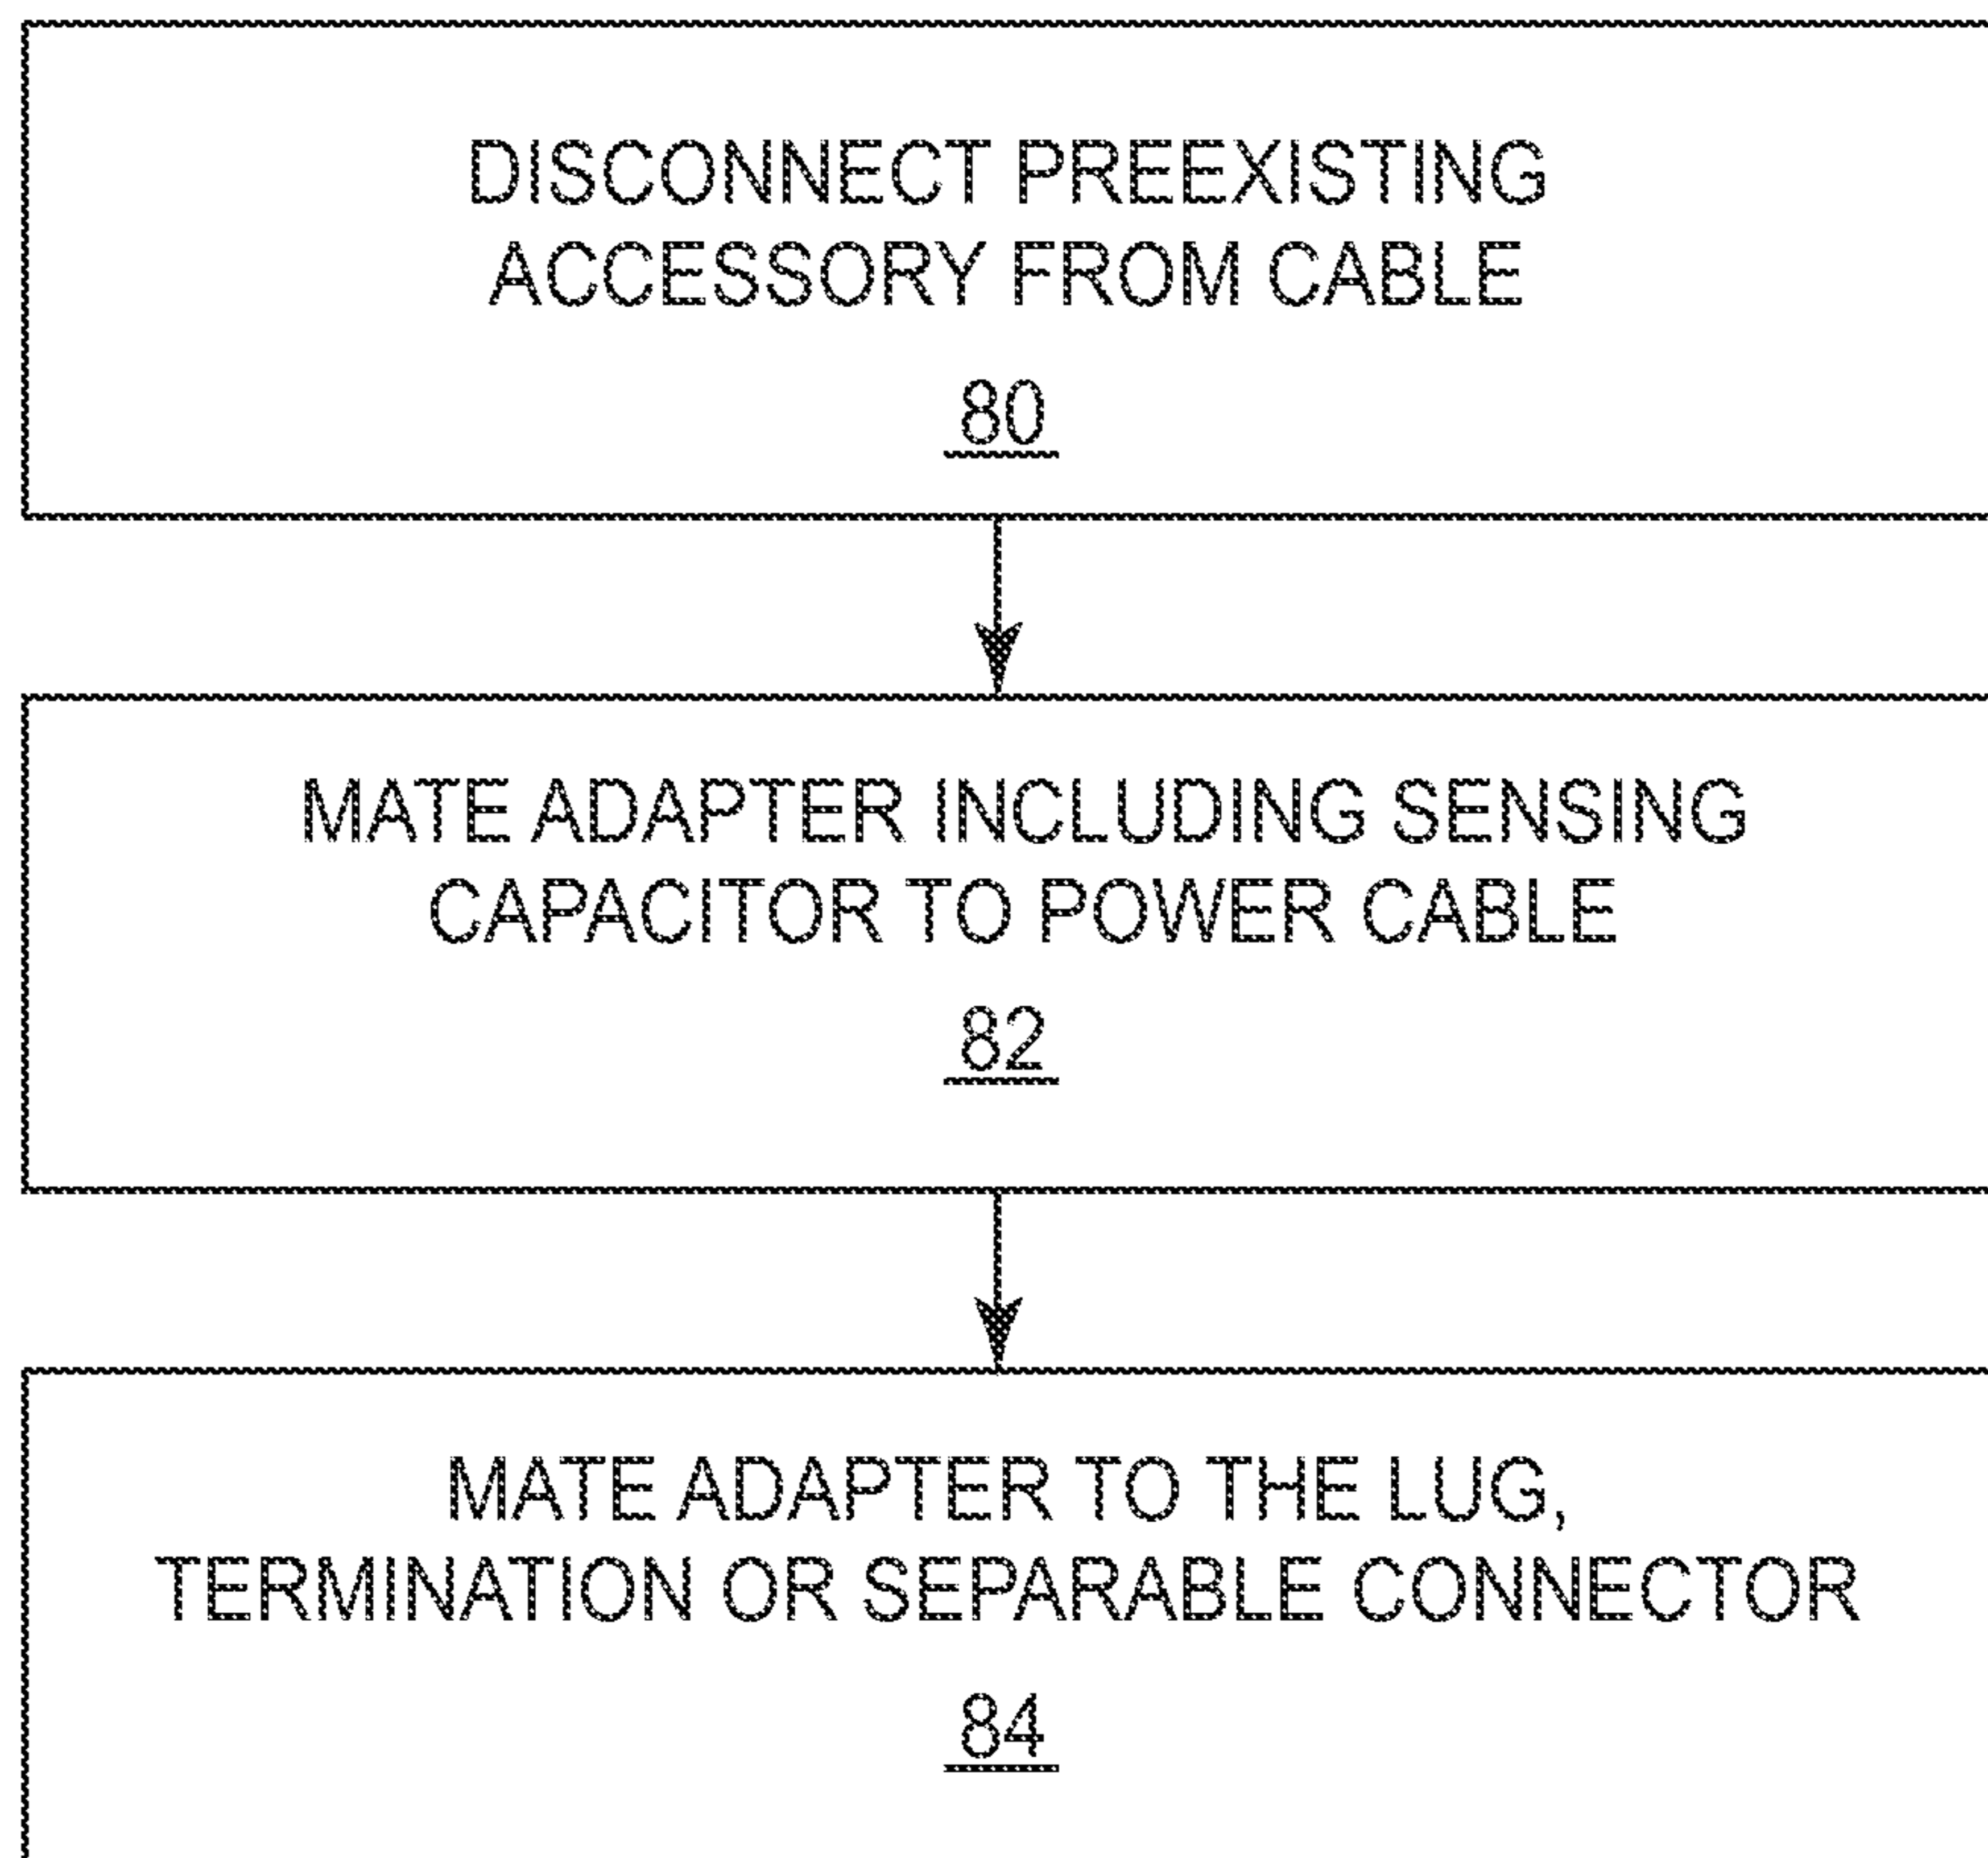 DISCONNECT PREEXISTING
ACCESSORY FROM CABLE
80
MATE ADAPTER INCLUDING SENSING
CAPACITOR TO POWER CABLE
82
MATE ADAPTER TO THE LUG,
TERMINATION OR SEPARABLE CONNECTOR
84